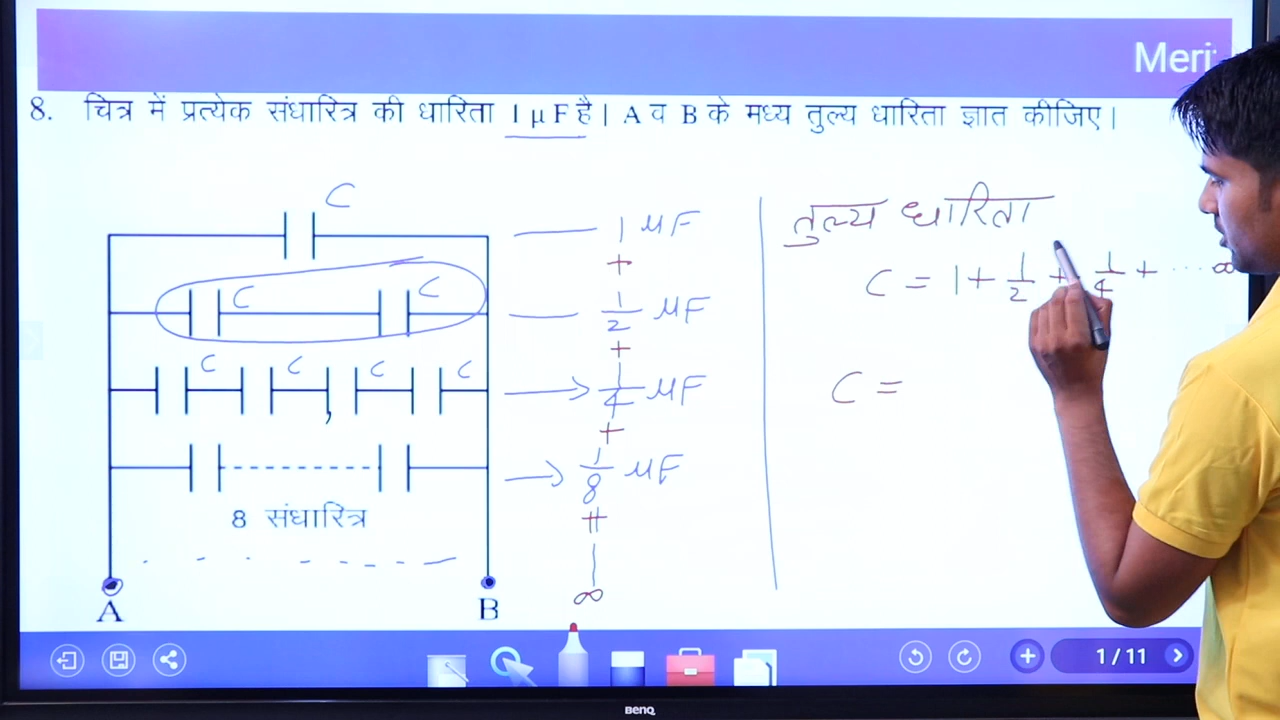 Meri
8. चित्र में प्रत्येक संधारित्र की धारिता 1 μ F है। A व B के मध्य तुल्य धारिता ज्ञात कीजिए।
C
C C
C C C C
,
8 संधारित्र
A B
1 μF
+
1/2 μF
+
1/4 μF
+
1/8 μF
+
∞
तुल्य धारिता
C = 1 + 1/2 + 1/4 + ... ∞
C =
1 / 11
BENQ